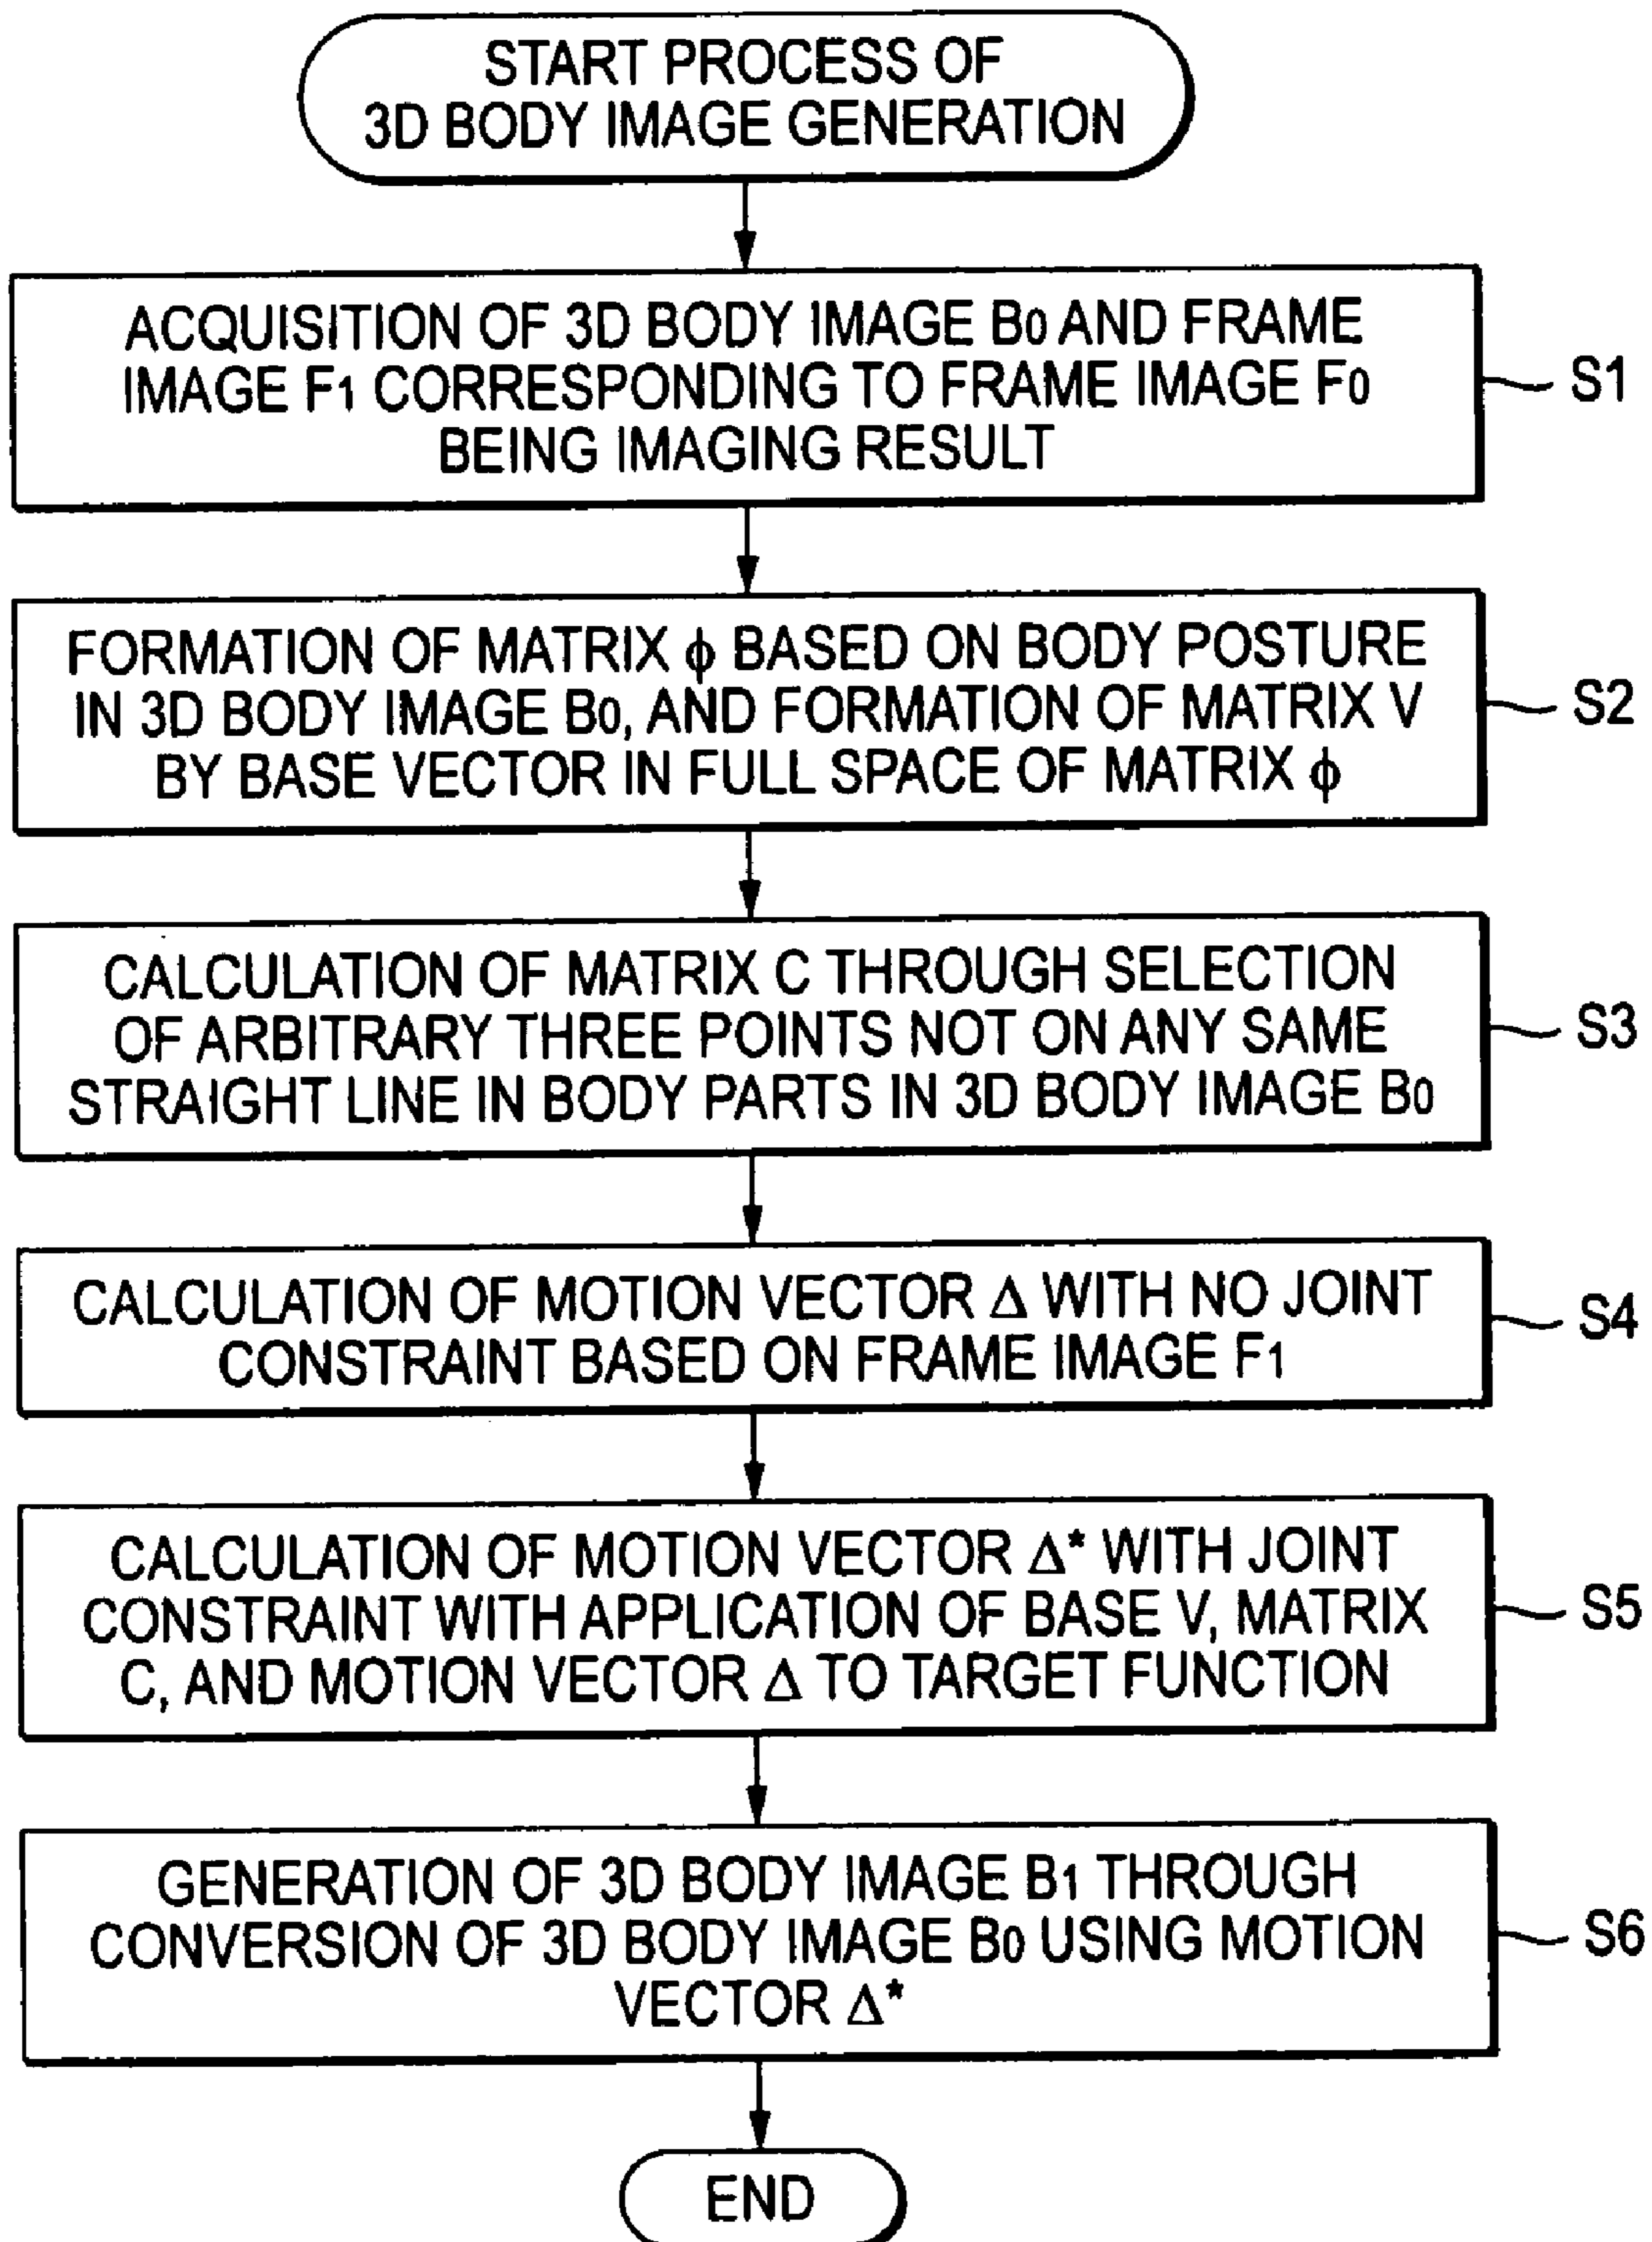 START PROCESS OF
3D BODY IMAGE GENERATION
ACQUISITION OF 3D BODY IMAGE B0 AND FRAME
IMAGE F1 CORRESPONDING TO FRAME IMAGE F0
BEING IMAGING RESULT
S1
FORMATION OF MATRIX ϕ BASED ON BODY POSTURE
IN 3D BODY IMAGE B0, AND FORMATION OF MATRIX V
BY BASE VECTOR IN FULL SPACE OF MATRIX ϕ
S2
CALCULATION OF MATRIX C THROUGH SELECTION
OF ARBITRARY THREE POINTS NOT ON ANY SAME
STRAIGHT LINE IN BODY PARTS IN 3D BODY IMAGE B0
S3
CALCULATION OF MOTION VECTOR Δ WITH NO JOINT
CONSTRAINT BASED ON FRAME IMAGE F1
S4
CALCULATION OF MOTION VECTOR Δ* WITH JOINT
CONSTRAINT WITH APPLICATION OF BASE V, MATRIX
C, AND MOTION VECTOR Δ TO TARGET FUNCTION
S5
GENERATION OF 3D BODY IMAGE B1 THROUGH
CONVERSION OF 3D BODY IMAGE B0 USING MOTION
VECTOR Δ*
S6
END